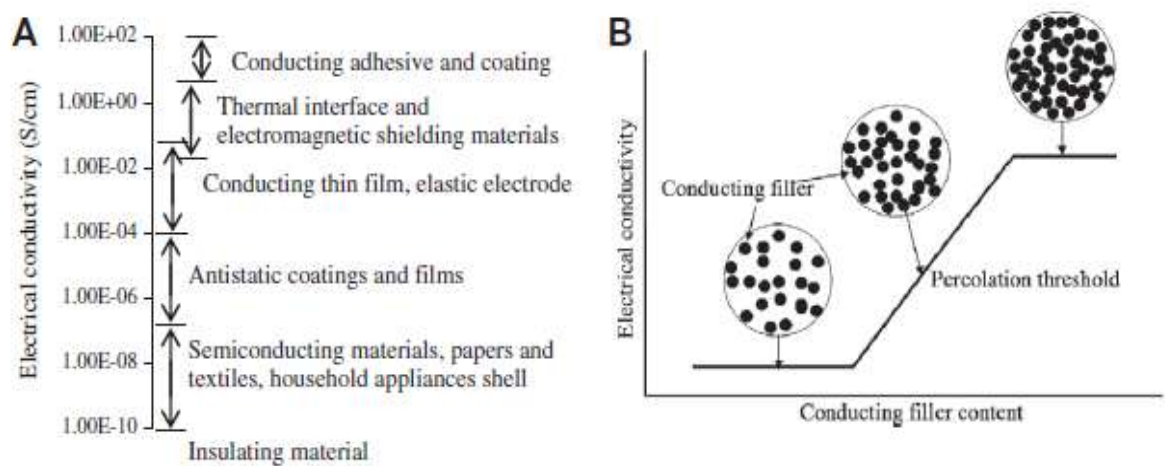 A
Electrical conductivity (S/cm)
1.00E+02
1.00E+00
1.00E-02
1.00E-04
1.00E-06
1.00E-08
1.00E-10
Conducting adhesive and coating
Thermal interface and
electromagnetic shielding materials
Conducting thin film, elastic electrode
Antistatic coatings and films
Semiconducting materials, papers and
textiles, household appliances shell
Insulating material
B
Electrical conductivity
Conducting filler
Percolation threshold
Conducting filler content